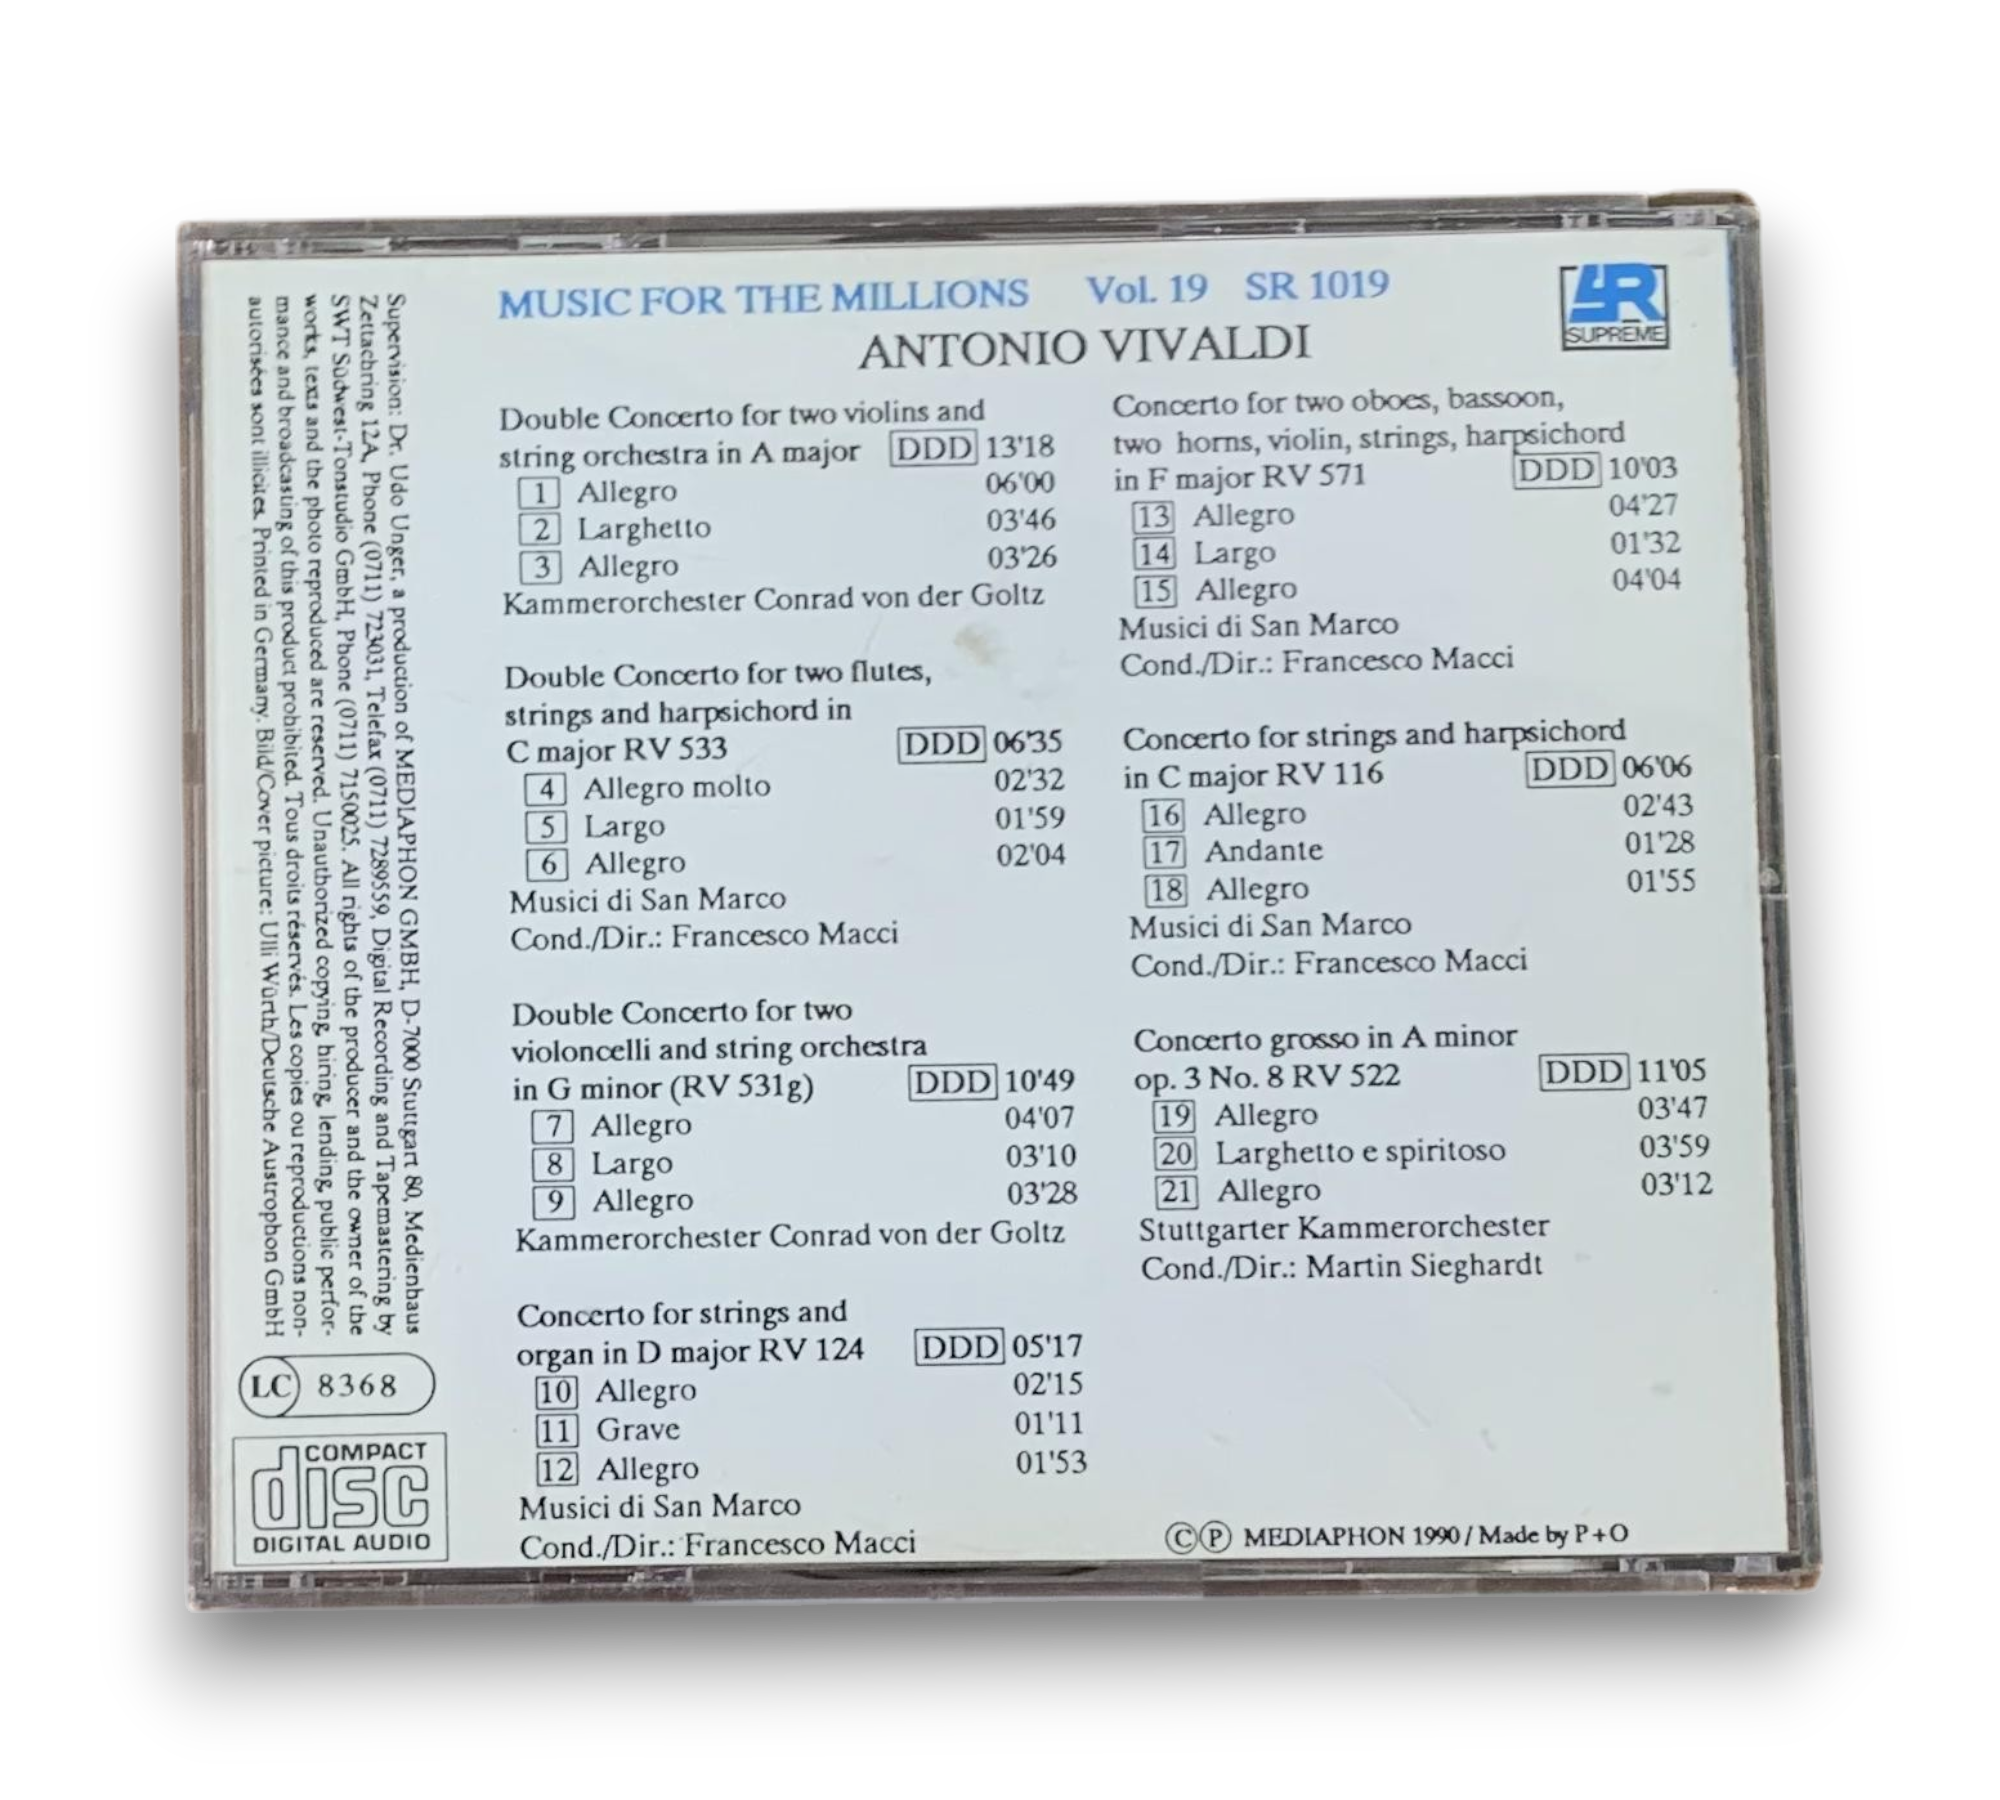 MUSIC FOR THE MILLIONS Vol. 19 SR 1019
SR
SUPREME
ANTONIO VIVALDI
Double Concerto for two violins and
string orchestra in A major DDD 13'18
1 Allegro 06'00
2 Larghetto 03'46
3 Allegro 03'26
Kammerorchester Conrad von der Goltz
Double Concerto for two flutes,
strings and harpsichord in
C major RV 533 DDD 06'35
4 Allegro molto 02'32
5 Largo 01'59
6 Allegro 02'04
Musici di San Marco
Cond./Dir.: Francesco Macci
Double Concerto for two
violoncelli and string orchestra
in G minor (RV 531g) DDD 10'49
7 Allegro 04'07
8 Largo 03'10
9 Allegro 03'28
Kammerorchester Conrad von der Goltz
Concerto for strings and
organ in D major RV 124 DDD 05'17
10 Allegro 02'15
11 Grave 01'11
12 Allegro 01'53
Musici di San Marco
Cond./Dir.: Francesco Macci
Concerto for two oboes, bassoon,
two horns, violin, strings, harpsichord
in F major RV 571 DDD 10'03
13 Allegro 04'27
14 Largo 01'32
15 Allegro 04'04
Musici di San Marco
Cond./Dir.: Francesco Macci
Concerto for strings and harpsichord
in C major RV 116 DDD 06'06
16 Allegro 02'43
17 Andante 01'28
18 Allegro 01'55
Musici di San Marco
Cond./Dir.: Francesco Macci
Concerto grosso in A minor
op. 3 No. 8 RV 522 DDD 11'05
19 Allegro 03'47
20 Larghetto e spiritoso 03'59
21 Allegro 03'12
Stuttgarter Kammerorchester
Cond./Dir.: Martin Sieghardt
©℗ MEDIAPHON 1990 / Made by P+O
Supervision: Dr. Udo Unger, a production of MEDIAPHON GMBH, D-7000 Stuttgart 80, Medienhaus
Zettachring 12A, Phone (0711) 723031, Telefax (0711) 7289559, Digital Recording and Tapemastering by
SWT Südwest-Tonstudio GmbH, Phone (0711) 7150025. All rights of the producer and the owner of the
works, texts and the photo reproduced are reserved. Unauthorized copying, hiring, lending, public perfor-
mance and broadcasting of this product prohibited. Tous droits réservés. Les copies ou reproductions non-
autorisées sont illicites. Printed in Germany. Bild/Cover picture: Ulli Würth/Deutsche Austrophon GmbH
LC 8368
COMPACT
disc
DIGITAL AUDIO